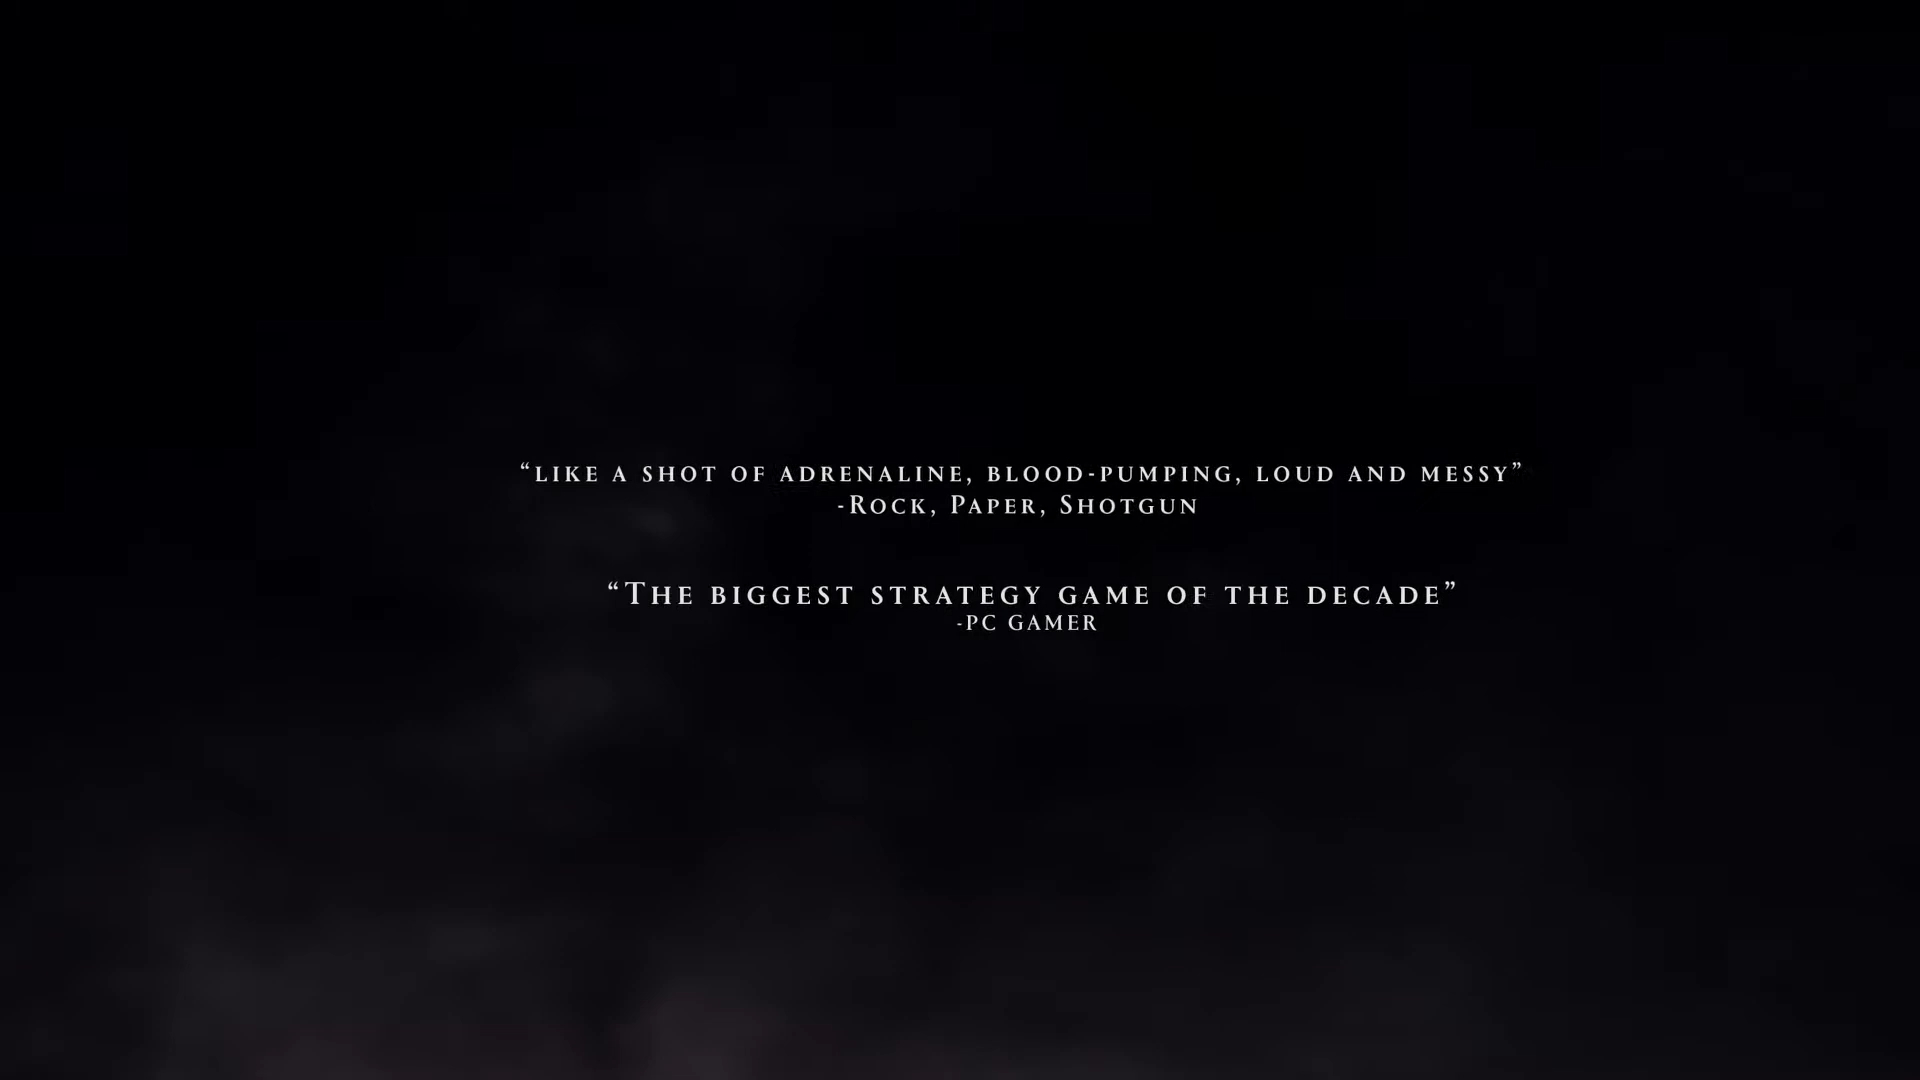 “LIKE A SHOT OF ADRENALINE, BLOOD-PUMPING, LOUD AND MESSY”
-ROCK, PAPER, SHOTGUN
“THE BIGGEST STRATEGY GAME OF THE DECADE”
-PC GAMER